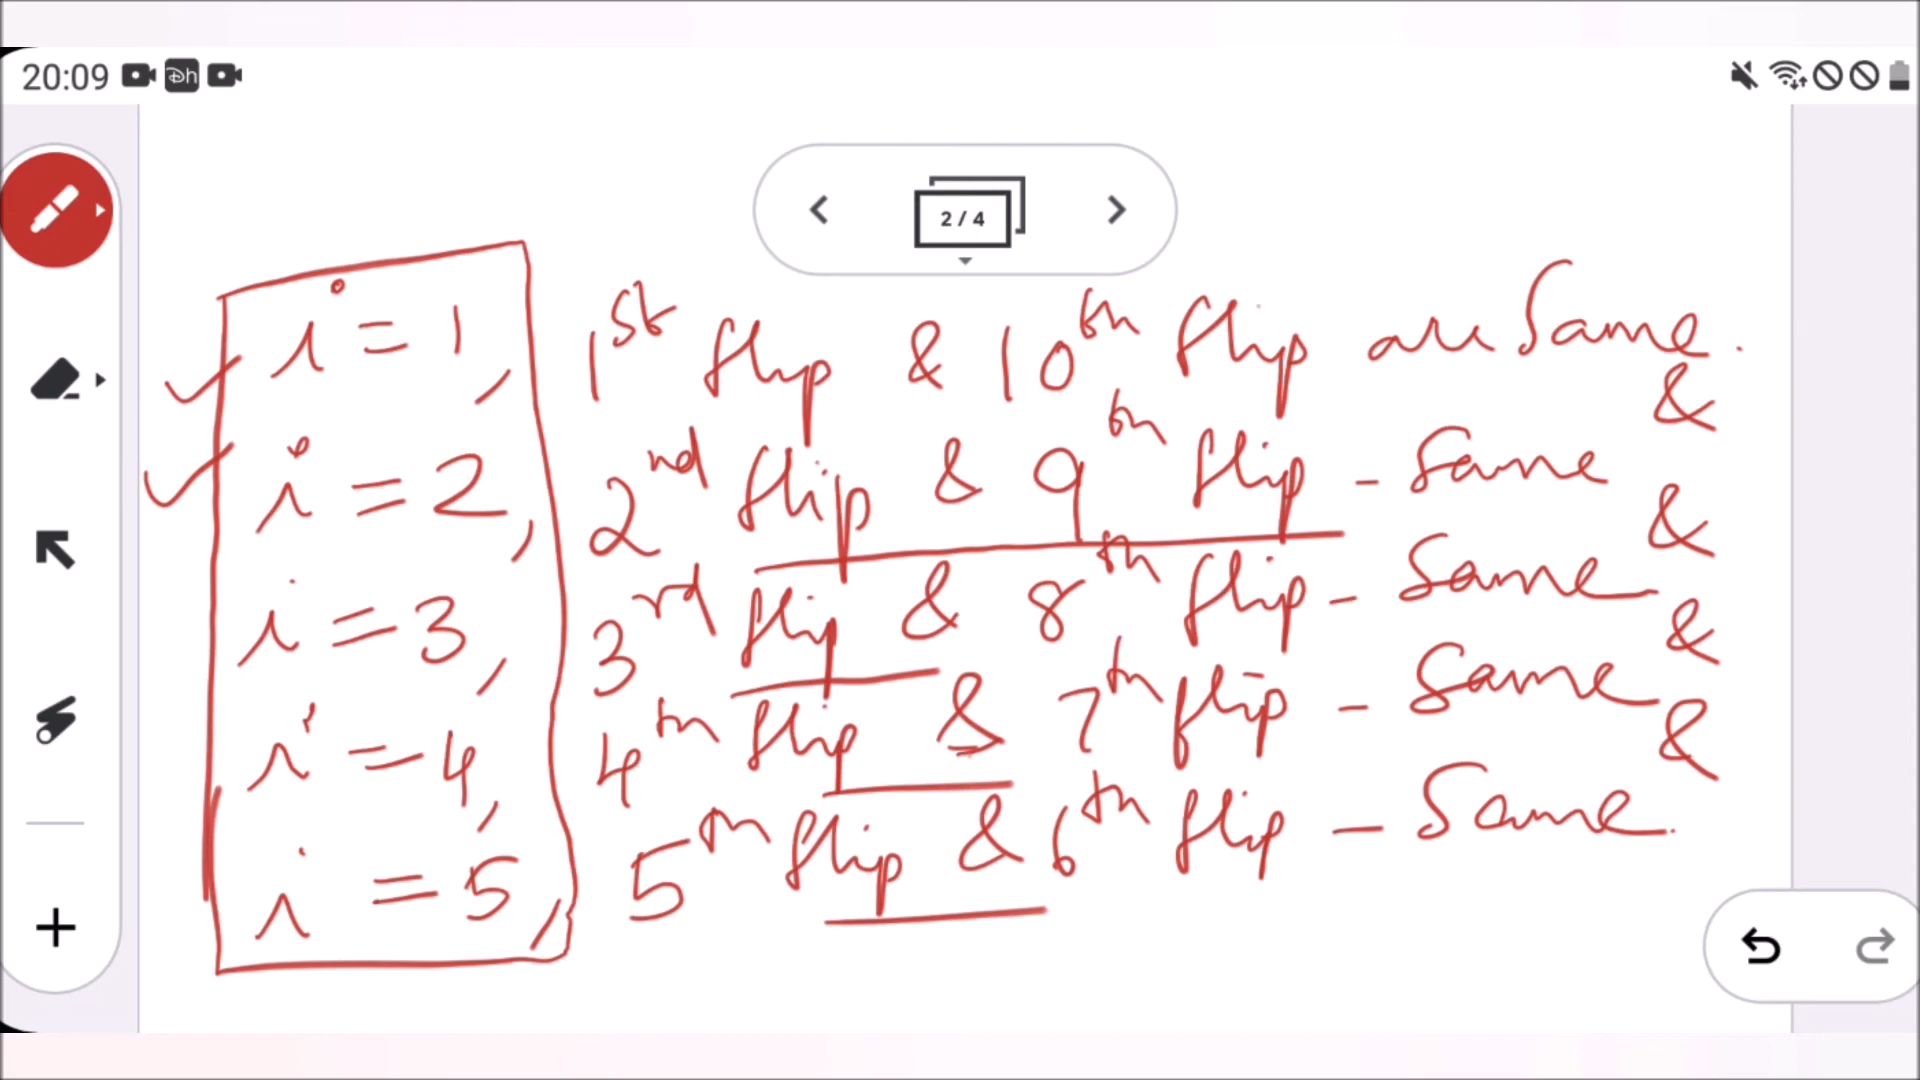 20:09
2 / 4
i = 1, 1st flip & 10th flip are same.
&
i = 2, 2nd flip & 9th flip - same
&
i = 3, 3rd flip & 8th flip - same
&
i = 4, 4th flip & 7th flip - same
&
i = 5, 5th flip & 6th flip - same.